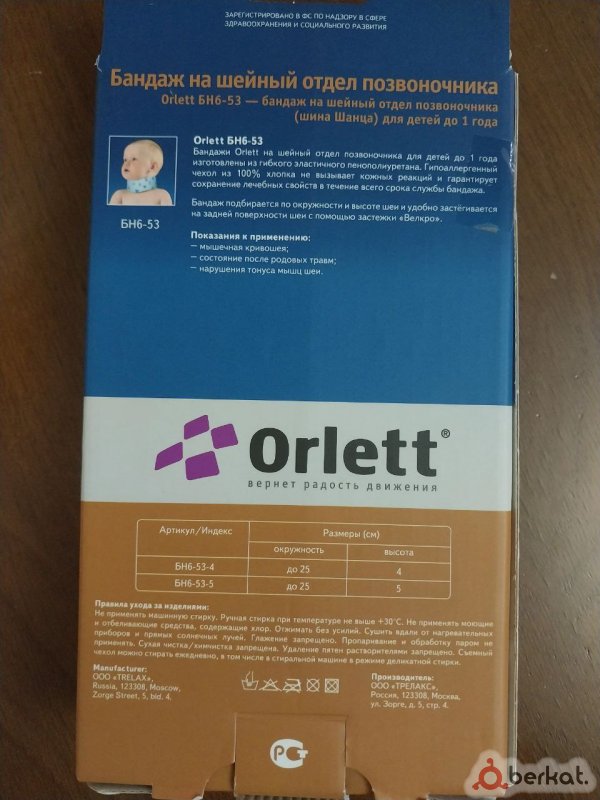 ЗАРЕГИСТРИРОВАНО В ФС ПО НАДЗОРУ В СФЕРЕ
ЗДРАВООХРАНЕНИЯ И СОЦИАЛЬНОГО РАЗВИТИЯ
Бандаж на шейный отдел позвоночника
Orlett БН6-53 — бандаж на шейный отдел позвоночника
(шина Шанца) для детей до 1 года
Orlett БН6-53
Бандажи Orlett на шейный отдел позвоночника для детей до 1 года
изготовлены из гибкого эластичного пенополиуретана. Гипоаллергенный
чехол из 100% хлопка не вызывает кожных реакций и гарантирует
сохранение лечебных свойств в течение всего срока службы бандажа.
Бандаж подбирается по окружности и высоте шеи и удобно застёгивается
на задней поверхности шеи с помощью застежки «Велкро».
БН6-53
Показания к применению:
— мышечная кривошея;
— состояние после родовых травм;
— нарушения тонуса мышц шеи.
Orlett®
вернет радость движения
Артикул/Индекс Размеры (см)
окружность высота
БН6-53-4 до 25 4
БН6-53-5 до 25 5
Правила ухода за изделиями:
Не применять машинную стирку. Ручная стирка при температуре не выше +30°С. Не применять моющие
и отбеливающие средства, содержащие хлор. Отжимать без усилий. Сушить вдали от нагревательных
приборов и прямых солнечных лучей. Глажение запрещено. Пропаривание и обработку паром не
применять. Сухая чистка/химчистка запрещена. Удаление пятен растворителями запрещено. Съемный
чехол можно стирать ежедневно, в том числе в стиральной машине в режиме деликатной стирки.
Manufacturer:
ООО «TRELAX»,
Russia, 123308, Moscow,
Zorge Street, 5, bld. 4.
Производитель:
ООО «ТРЕЛАКС»,
Россия, 123308, Москва,
ул. Зорге, д. 5, стр. 4.
РСТ
berkat.